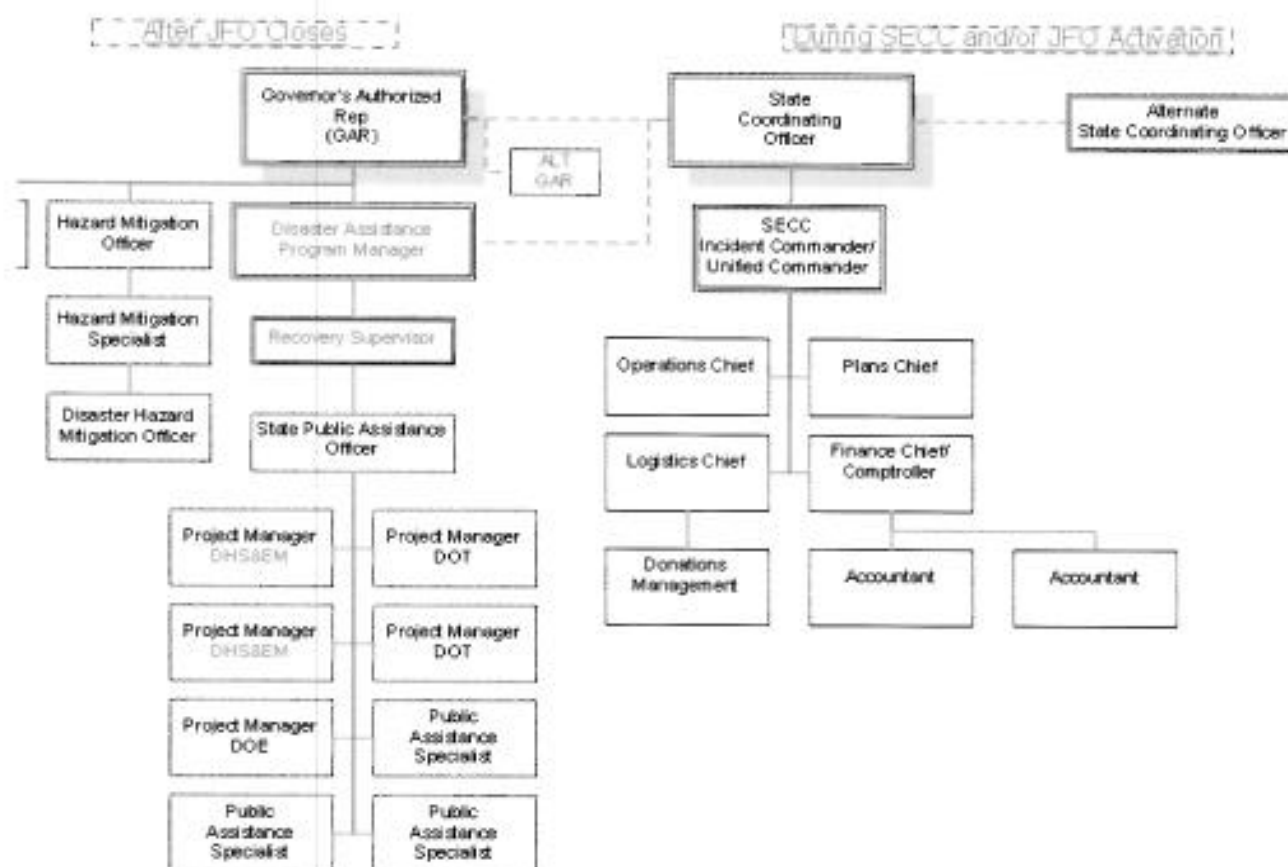 After JFO Closes
During SECC and/or JFO Activation
Governor's Authorized
Rep
(GAR)
ALT
GAR
State
Coordinating
Officer
Alternate
State Coordinating Officer
Hazard Mitigation
Officer
Disaster Assistance
Program Manager
SECC
Incident Commander/
Unified Commander
Hazard Mitigation
Specialist
Recovery Supervisor
Operations Chief
Plans Chief
Disaster Hazard
Mitigation Officer
State Public Assistance
Officer
Logistics Chief
Finance Chief/
Comptroller
Project Manager
DHS&EM
Project Manager
DOT
Donations
Management
Accountant
Accountant
Project Manager
DHS&EM
Project Manager
DOT
Project Manager
DOE
Public
Assistance
Specialist
Public
Assistance
Specialist
Public
Assistance
Specialist